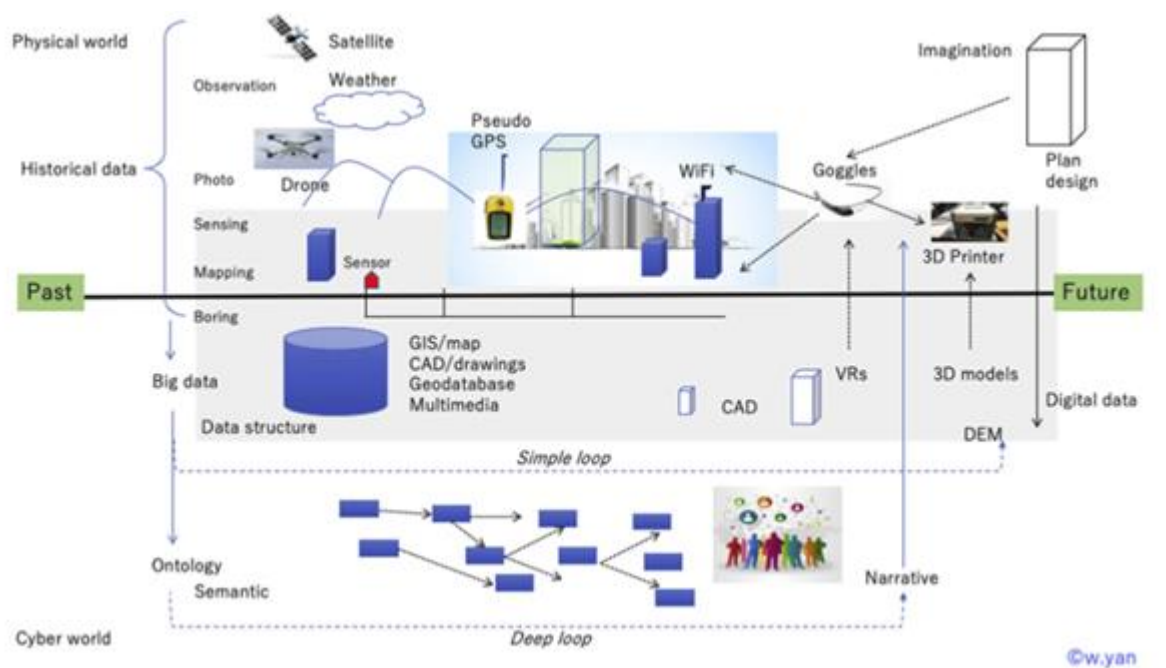 Physical world
Satellite
Imagination
Observation
Weather
Pseudo
GPS
Historical data
Photo
Drone
WiFi
Goggles
Plan
design
Sensing
Mapping
Sensor
3D Printer
Past
Future
Boring
GIS/map
CAD/drawings
Geodatabase
Multimedia
Big data
VRs
3D models
CAD
Digital data
Data structure
DEM
Simple loop
Ontology
Semantic
Narrative
Cyber world
Deep loop
©w.yan